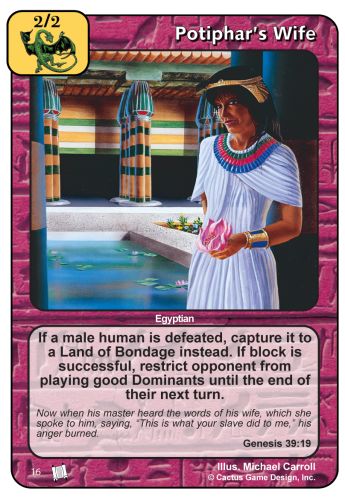 2/2
Potiphar's Wife
Egyptian
If a male human is defeated, capture it to
a Land of Bondage instead. If block is
successful, restrict opponent from
playing good Dominants until the end of
their next turn.
Now when his master heard the words of his wife, which she
spoke to him, saying, "This is what your slave did to me," his
anger burned.
Genesis 39:19
16
Illus. Michael Carroll
© Cactus Game Design, Inc.